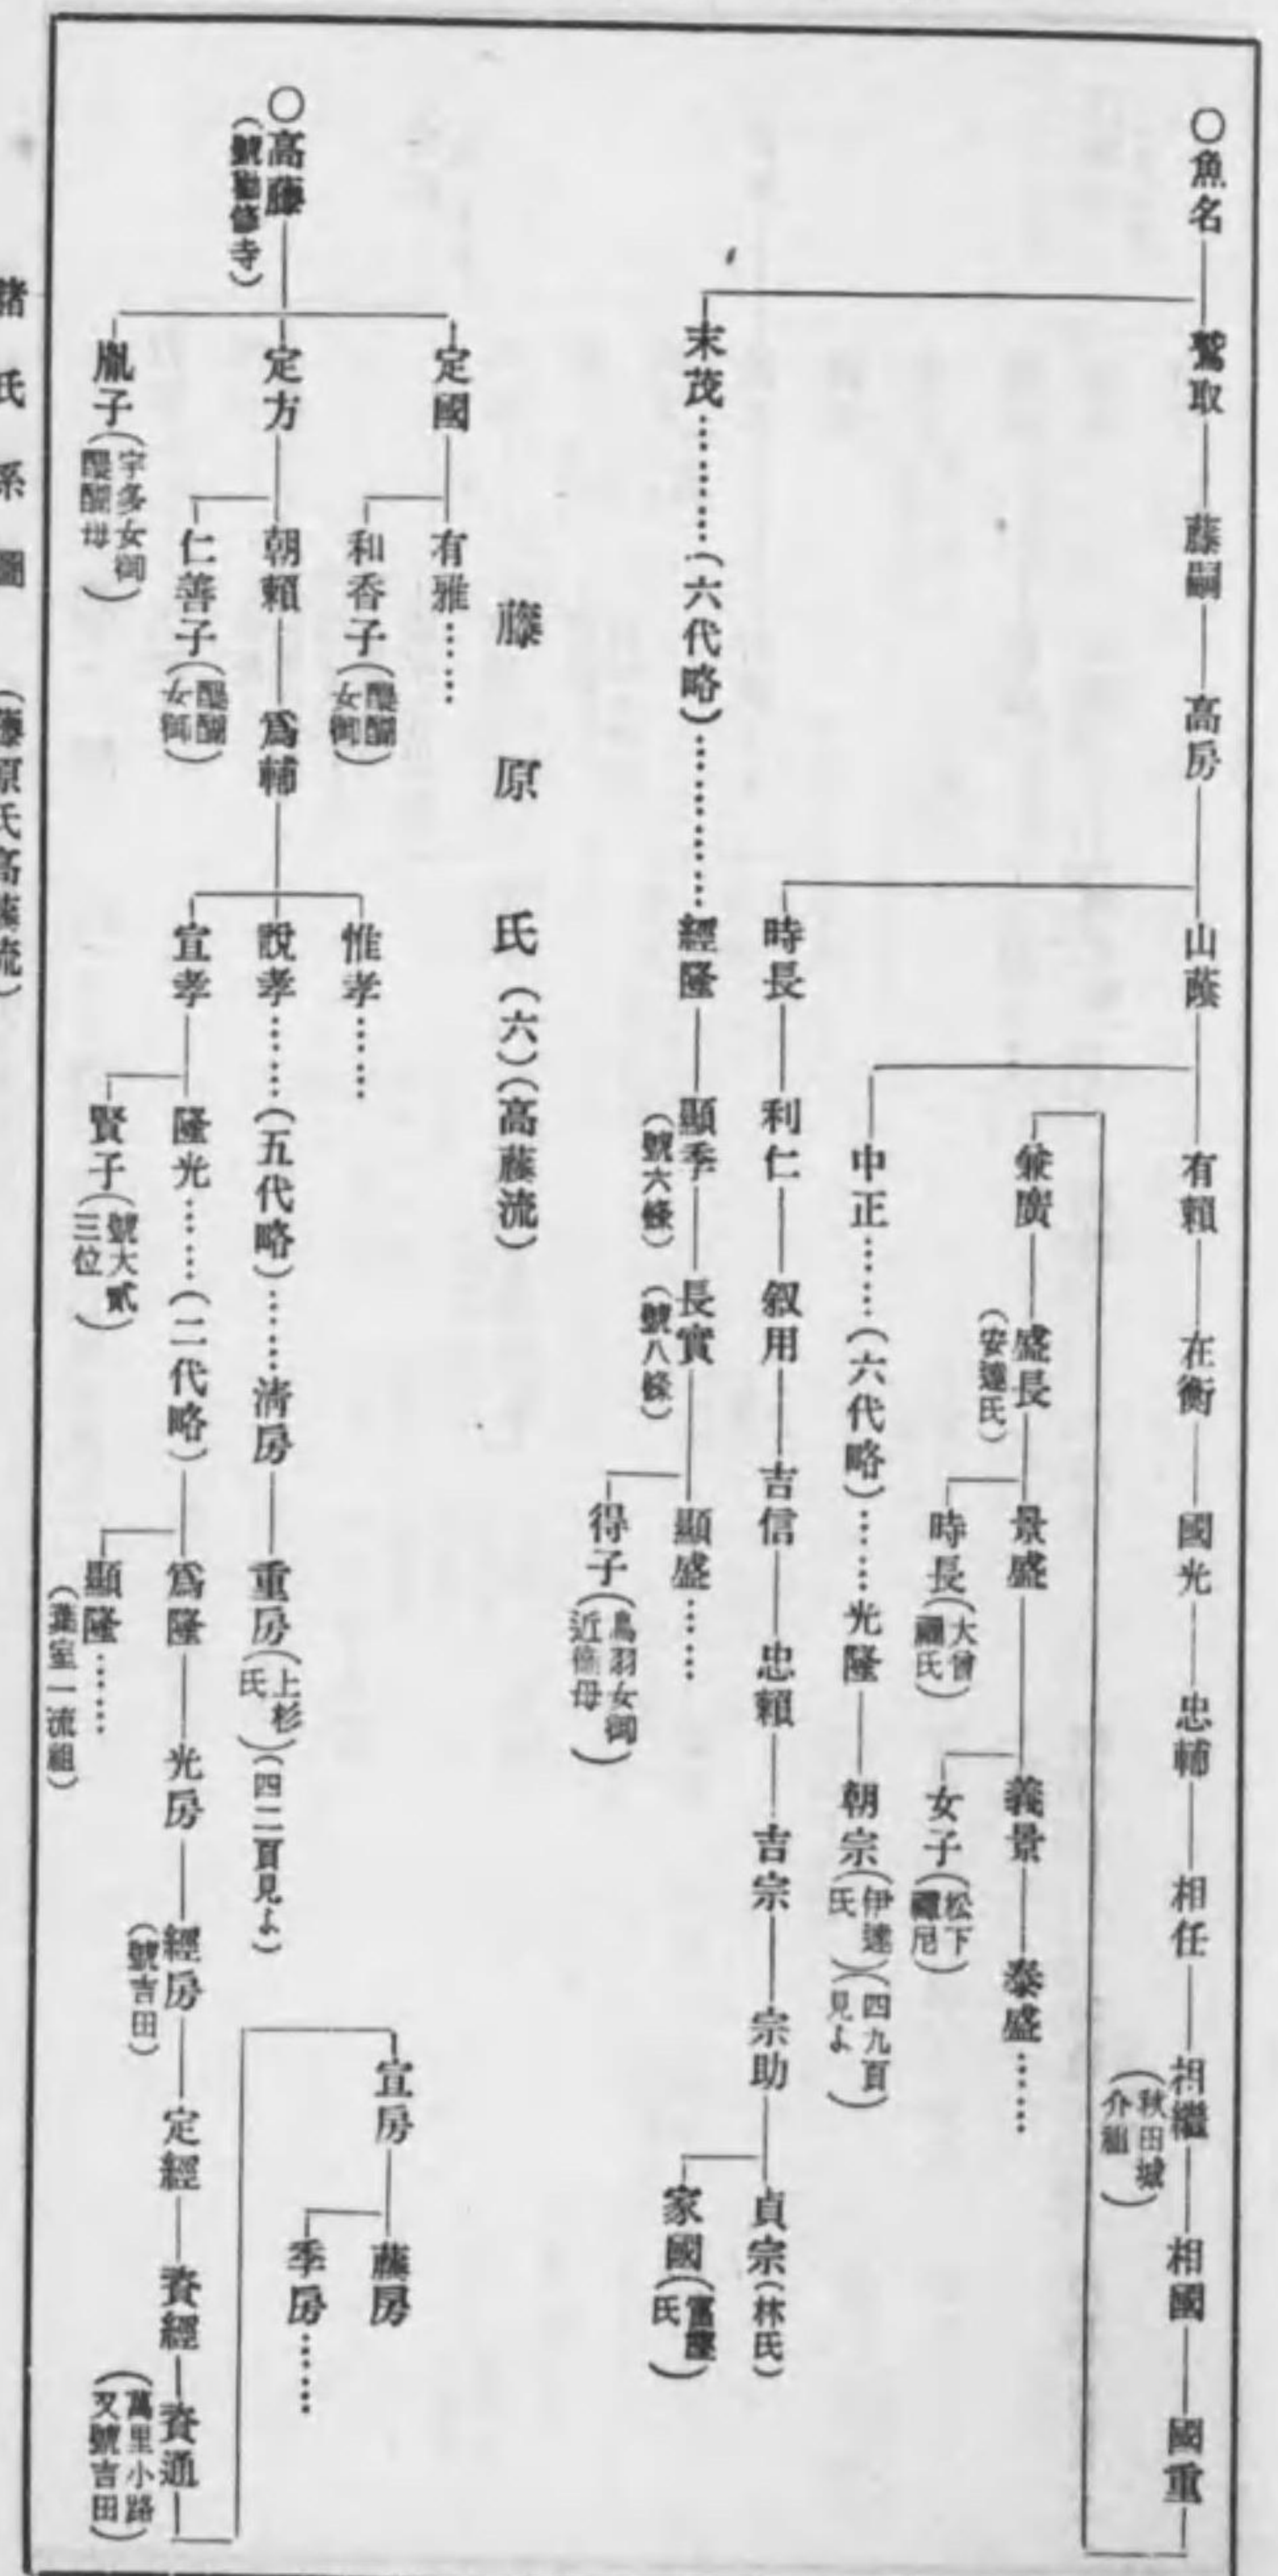 ○魚名―鷲取―藤嗣―高房―山蔭―有賴―在衡―國光―忠輔―相任―相繼―相國―國重
(秋田城介祖)
兼廣―盛長―景盛―義景―泰盛……
(安達氏)
時長(大曾禰氏)
女子(松下禪尼)
中正……(六代略)……光隆―朝宗(伊達氏)(四九頁見よ)
時長―利仁―叙用―吉信―忠賴―吉宗―宗助―貞宗(林氏)
家國(富樫氏)
末茂……(六代略)……經隆―顯季―長實―顯盛……
(號六條)(號八條)
得子(鳥羽女御近衞母)
藤原氏(六)(高藤流)
○高藤
(號勸修寺)
定國―有雅……
和香子(醍醐女御)
定方―朝賴―爲輔―惟孝……
仁善子(醍醐女御)
胤子(宇多女御醍醐母)
說孝……(五代略)……清房―重房(上杉氏)(四二頁見よ)
宣孝―隆光……(二代略)―爲隆―光房―經房―定經―資經―資通
(號吉田)
(萬里小路又號吉田)
賢子(號大貳三位)
顯隆……
(葉室一流祖)
宣房―藤房
季房……
諸氏系圖 (藤原氏高藤流)